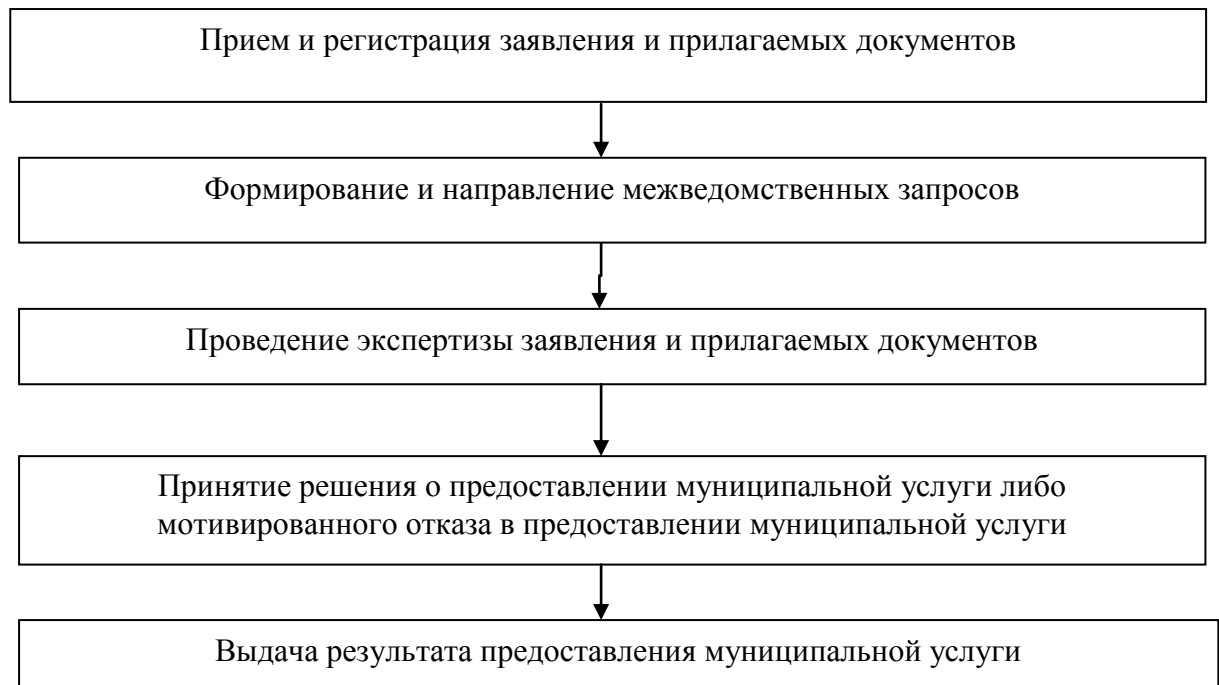 Прием и регистрация заявления и прилагаемых документов
Формирование и направление межведомственных запросов
Проведение экспертизы заявления и прилагаемых документов
Принятие решения о предоставлении муниципальной услуги либо
мотивированного отказа в предоставлении муниципальной услуги
Выдача результата предоставления муниципальной услуги